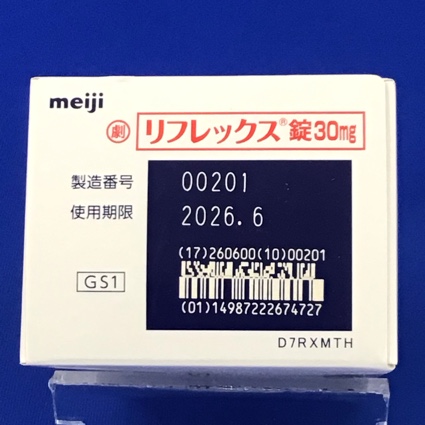 meiji
劇 リフレックス®錠30mg
製造番号 00201
使用期限 2026.6
(17)260600(10)00201
GS1
(01)14987222674727
D7RXMTH